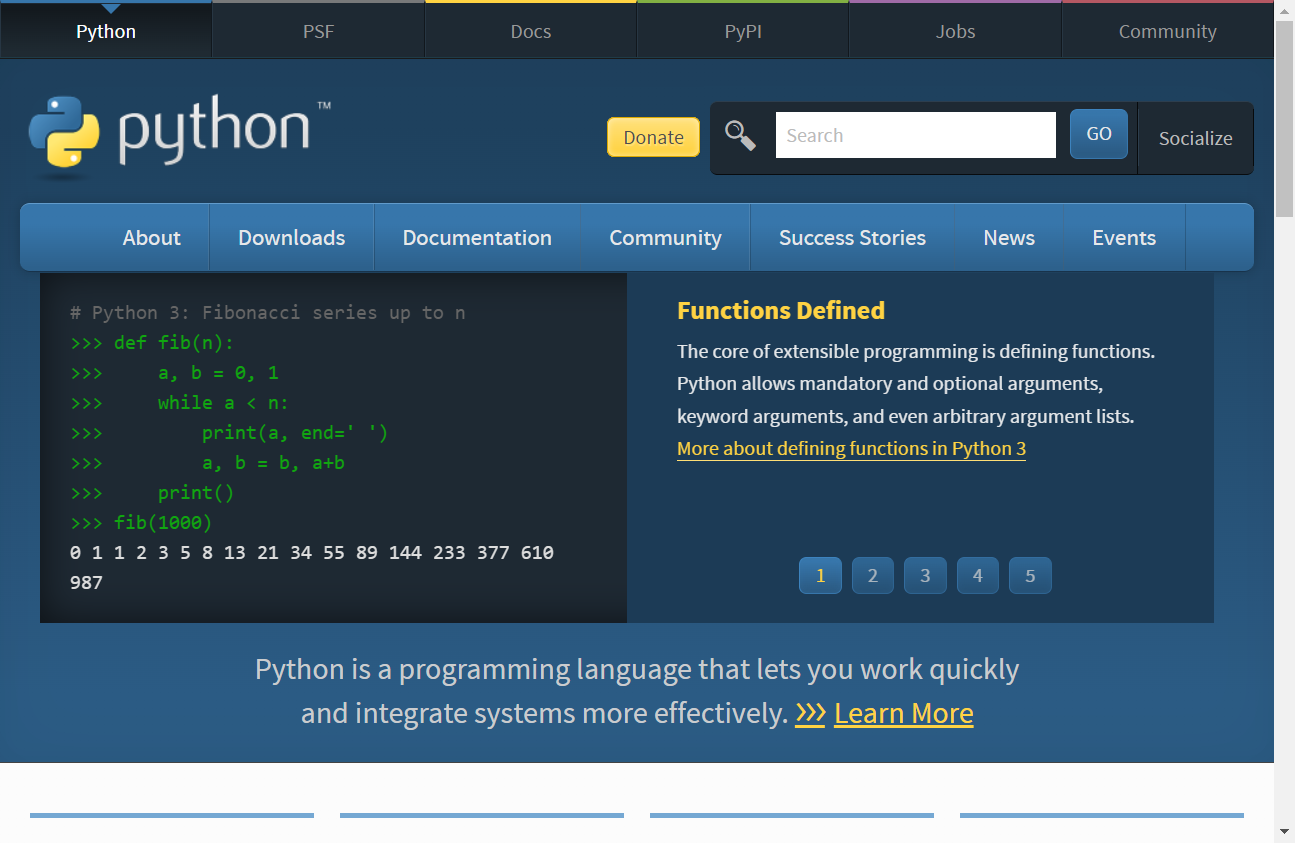 Python PSF Docs PyPI Jobs Community
python™
Donate Search GO Socialize
About Downloads Documentation Community Success Stories News Events
# Python 3: Fibonacci series up to n
>>> def fib(n):
>>>     a, b = 0, 1
>>>     while a < n:
>>>         print(a, end=' ')
>>>         a, b = b, a+b
>>>     print()
>>> fib(1000)
0 1 1 2 3 5 8 13 21 34 55 89 144 233 377 610
987
Functions Defined
The core of extensible programming is defining functions.
Python allows mandatory and optional arguments,
keyword arguments, and even arbitrary argument lists.
More about defining functions in Python 3
1 2 3 4 5
Python is a programming language that lets you work quickly
and integrate systems more effectively. >>> Learn More